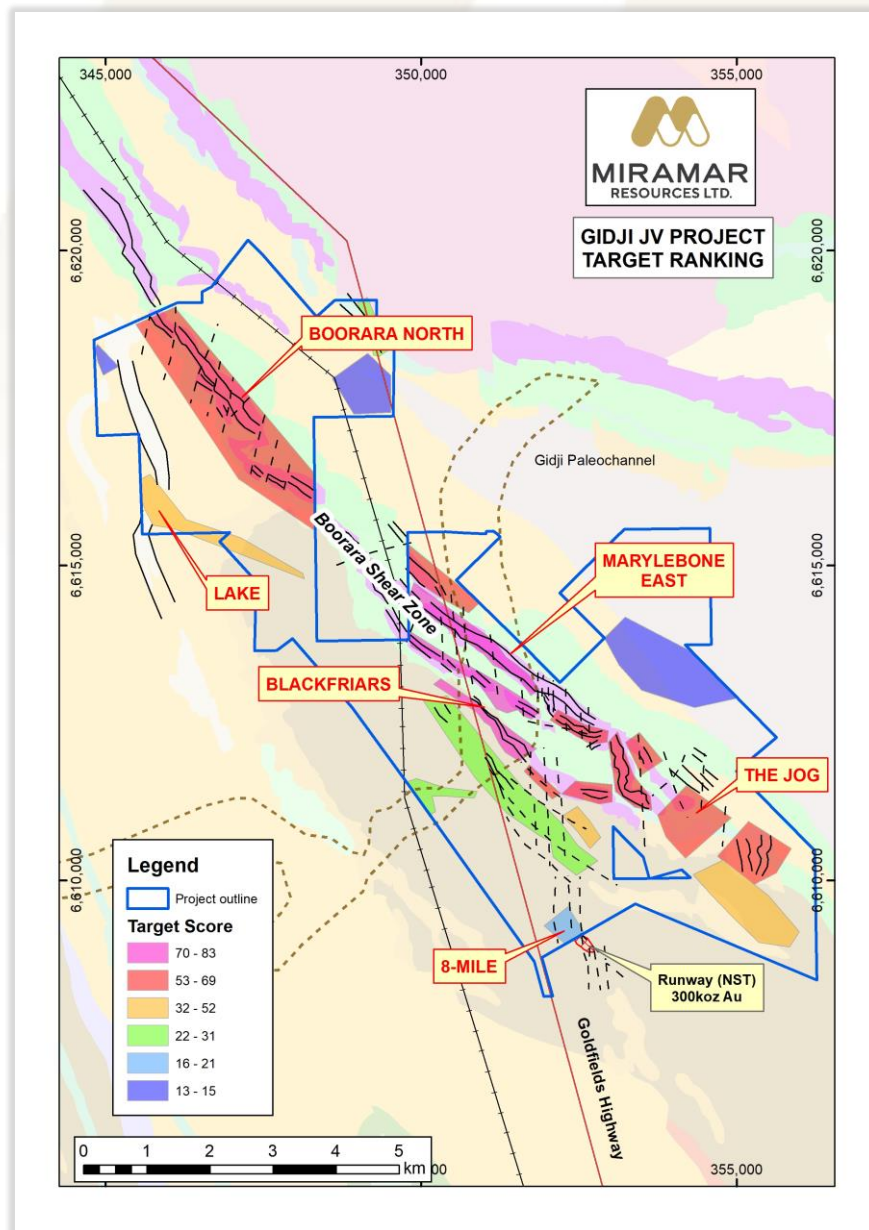 345,000
350,000
355,000
MIRAMAR
RESOURCES LTD.
GIDJI JV PROJECT
TARGET RANKING
6,620,000
6,620,000
BOORARA NORTH
Gidji Paleochannel
Boorara Shear Zone
6,615,000
6,615,000
MARYLEBONE
EAST
LAKE
BLACKFRIARS
THE JOG
6,610,000
6,610,000
8-MILE
Runway (NST)
300koz Au
Goldfields Highway
Legend
Project outline
Target Score
70 - 83
53 - 69
32 - 52
22 - 31
16 - 21
13 - 15
0 1 2 3 4 5
km
355,000